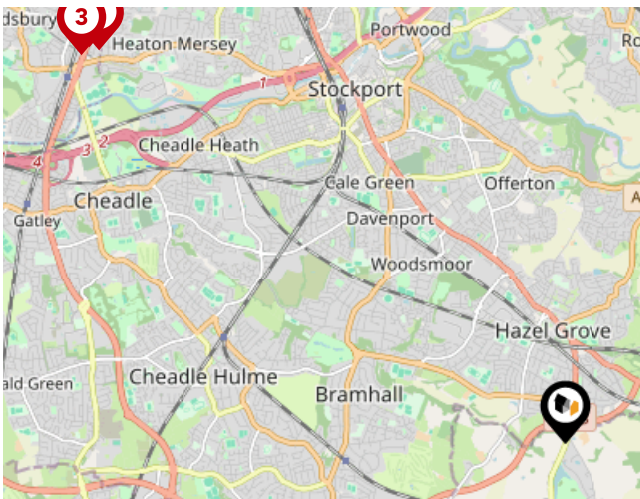 dsbury
3
Heaton Mersey
Portwood
Ro
1
Stockport
2
3
4
Cheadle Heath
Cale Green
Offerton
Cheadle
A
Gatley
Davenport
Woodsmoor
Hazel Grove
ald Green
Cheadle Hulme
Bramhall